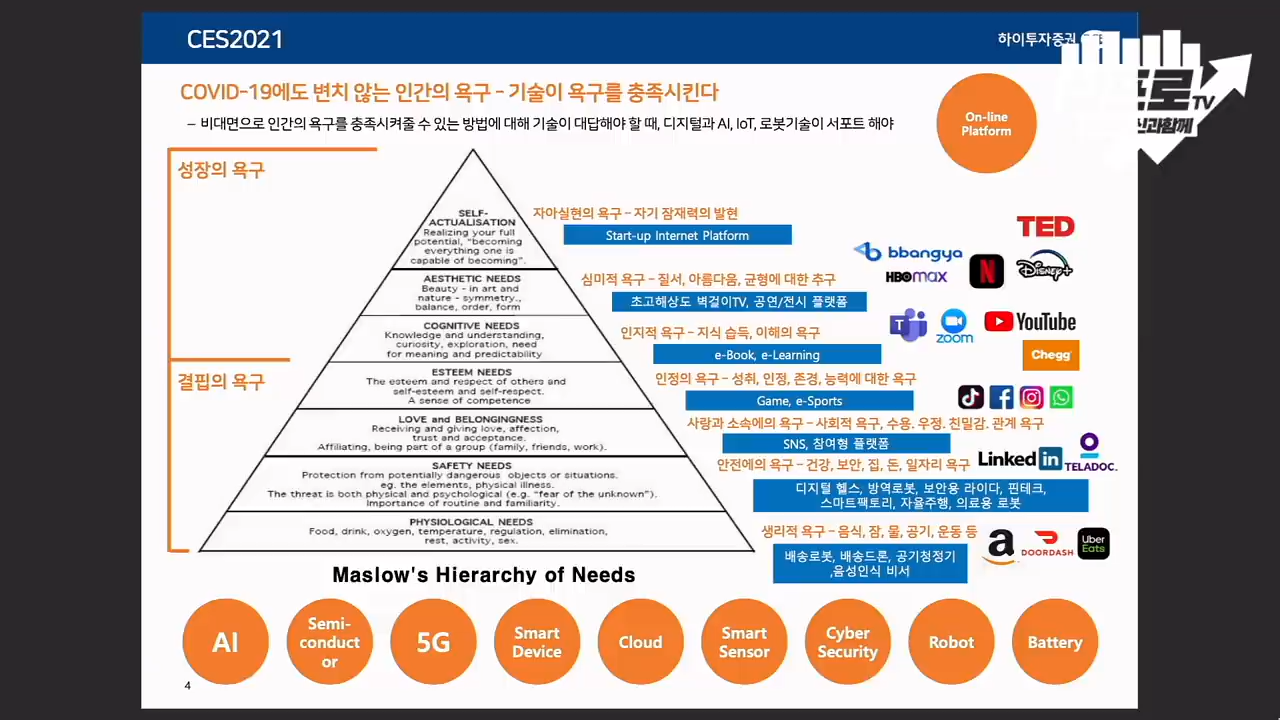 CES2021
하이투자증권
TV
신과함께
COVID-19에도 변치 않는 인간의 욕구 – 기술이 욕구를 충족시킨다
– 비대면으로 인간의 욕구를 충족시켜줄 수 있는 방법에 대해 기술이 대답해야 할 때, 디지털과 AI, IoT, 로봇기술이 서포트 해야
On-line
Platform
성장의 욕구
SELF-
ACTUALISATION
Realizing your full
potential, "becoming
everything one is
capable of becoming".
자아실현의 욕구 – 자기 잠재력의 발현
Start-up Internet Platform
TED
bbangya
HBOMAX
N
Disney+
AESTHETIC NEEDS
Beauty - in art and
nature - symmetry.,
balance, order, form
심미적 욕구 – 질서, 아름다움, 균형에 대한 추구
초고해상도 벽걸이TV, 공연/전시 플랫폼
COGNITIVE NEEDS
Knowledge and understanding,
curiosity, exploration, need
for meaning and predictability
인지적 욕구 – 지식 습득, 이해의 욕구
e-Book, e-Learning
zoom
YouTube
Chegg
결핍의 욕구
ESTEEM NEEDS
The esteem and respect of others and
self-esteem and self-respect.
A sense of competence
인정의 욕구 – 성취, 인정, 존경, 능력에 대한 욕구
Game, e-Sports
LOVE and BELONGINGNESS
Receiving and giving love, affection,
trust and acceptance.
Affiliating, being part of a group (family, friends, work).
사랑과 소속에의 욕구 – 사회적 욕구, 수용. 우정. 친밀감. 관계 욕구
SNS, 참여형 플랫폼
SAFETY NEEDS
Protection from potentially dangerous objects or situations.
eg. the elements, physical illness.
The threat is both physical and psychological (e.g. "fear of the unknown").
Importance of routine and familiarity.
안전에의 욕구 – 건강, 보안, 집, 돈, 일자리 욕구
Linked in
TELADOC.
디지털 헬스, 방역로봇, 보안용 라이다, 핀테크,
스마트팩토리, 자율주행, 의료용 로봇
PHYSIOLOGICAL NEEDS
Food, drink, oxygen, temperature, regulation, elimination,
rest, activity, sex.
생리적 욕구 – 음식, 잠, 물, 공기, 운동 등
배송로봇, 배송드론, 공기청정기
,음성인식 비서
a
DOORDASH
Uber
Eats
Maslow's Hierarchy of Needs
AI
Semi-
conduct
or
5G
Smart
Device
Cloud
Smart
Sensor
Cyber
Security
Robot
Battery
4